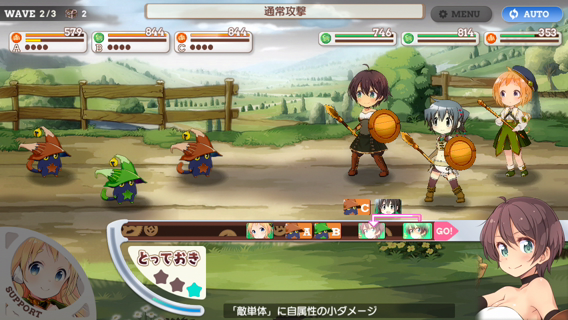 WAVE 2/3 2
通常攻撃
MENU
AUTO
579
A
844
B
844
C
746
814
353
C
A
B
GO!
とっておき
SUPPORT
「敵単体」に自属性の小ダメージ